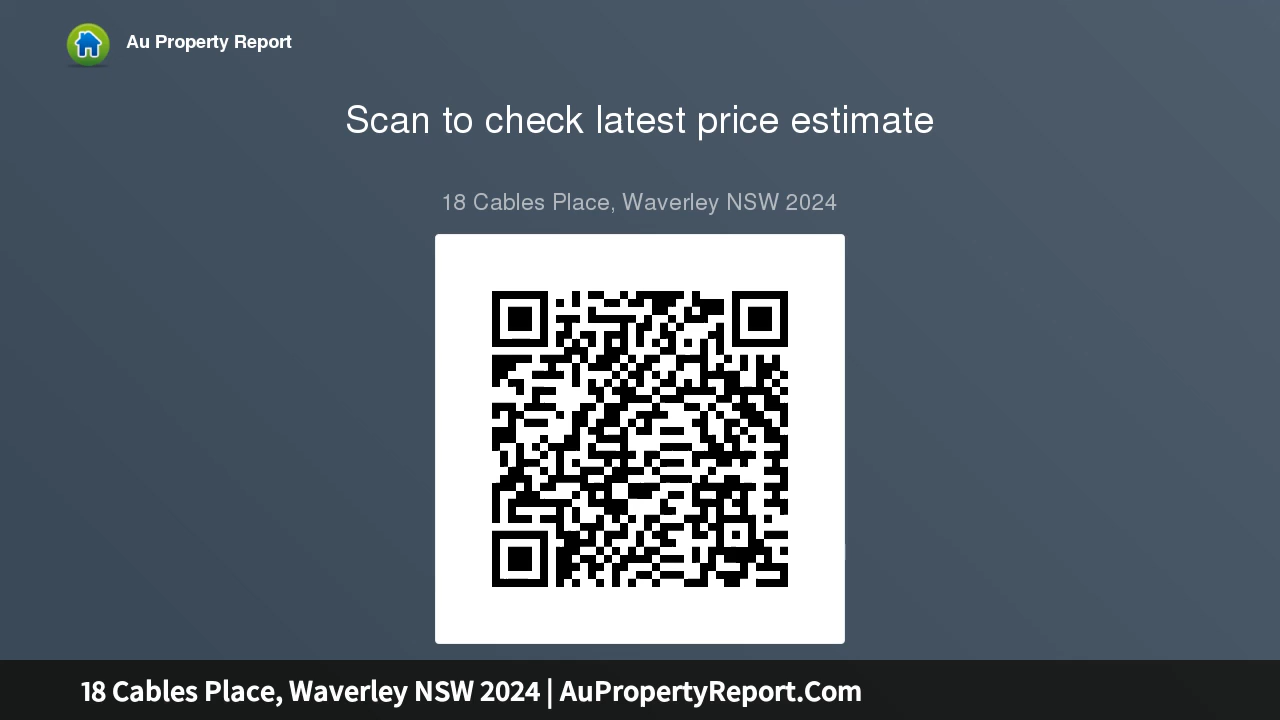 Au Property Report
Scan to check latest price estimate
18 Cables Place, Waverley NSW 2024
18 Cables Place, Waverley NSW 2024 | AuPropertyReport.Com